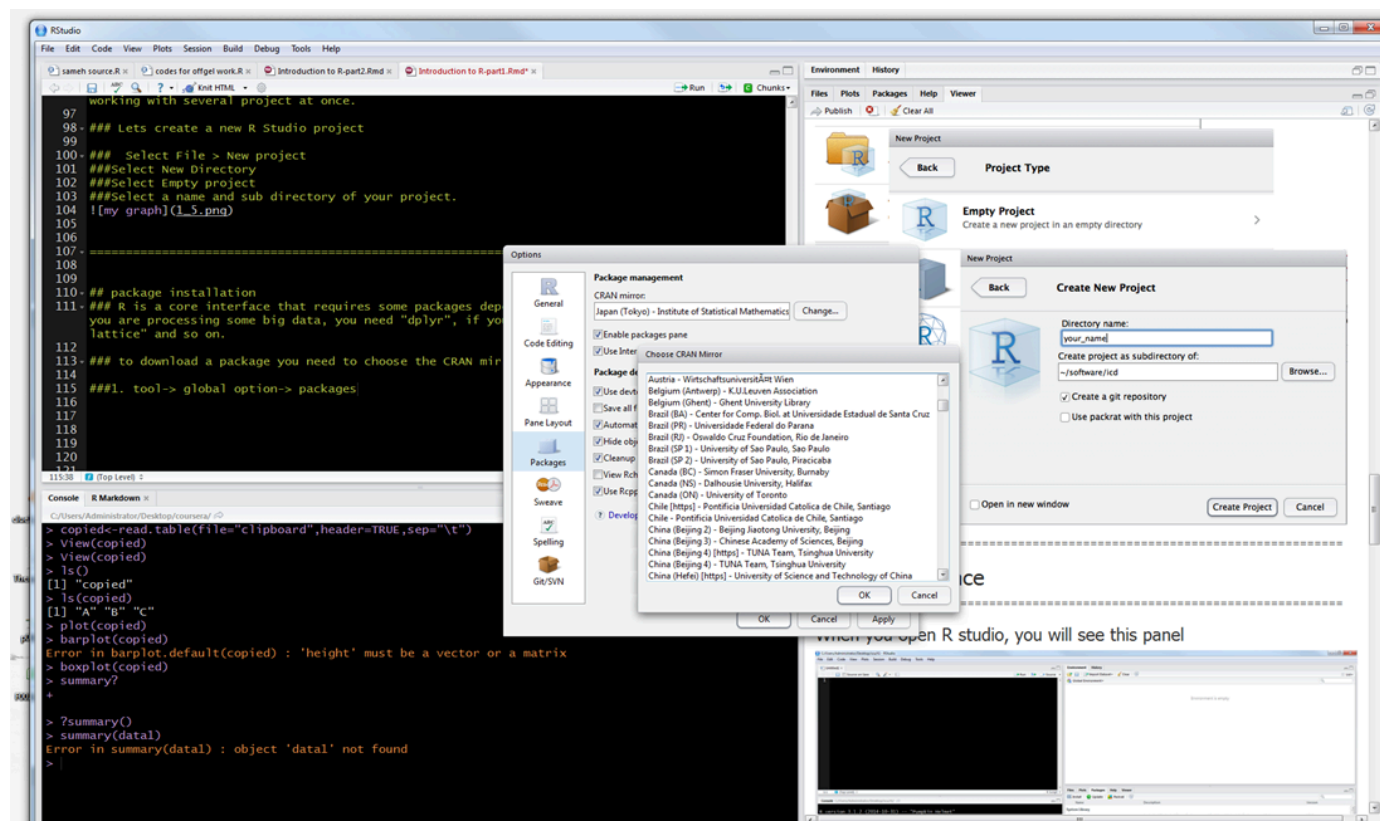 RStudio
File Edit Code View Plots Session Build Debug Tools Help
sameh source.R × codes for offgel work.R × Introduction to R-part2.Rmd × Introduction to R-part1.Rmd* ×
ABC ? Knit HTML Run Chunks
working with several project at once.
97
98 ### Lets create a new R Studio project
99
100 ### Select File > New project
101 ###Select New Directory
102 ###Select Empty project
103 ###Select a name and sub directory of your project.
104 ![my graph](1_5.png)
105
106
107
108
109
110 ## package installation
111 ### R is a core interface that requires some packages dep
you are processing some big data, you need "dplyr", if yo
lattice" and so on.
112
113 ### to download a package you need to choose the CRAN mir
114
115 ###1. tool-> global option-> packages
116
117
118
119
120
121
115:38 (Top Level)
Console R Markdown ×
C:/Users/Administrator/Desktop/coursera/
> copied<-read.table(file="clipboard",header=TRUE,sep="\t")
> View(copied)
> View(copied)
> ls()
[1] "copied"
> ls(copied)
[1] "A" "B" "C"
> plot(copied)
> barplot(copied)
Error in barplot.default(copied) : 'height' must be a vector or a matrix
> boxplot(copied)
> summary?
+
> ?summary()
> summary(data1)
Error in summary(data1) : object 'data1' not found
>
Options
General
Code Editing
Appearance
Pane Layout
Packages
Sweave
ABC
Spelling
Git/SVN
Package management
CRAN mirror:
Japan (Tokyo) - Institute of Statistical Mathematics Change...
Enable packages pane
Use Inter
Package de
Use devt
Save all f
Automat
Hide obj
Cleanup
View Rch
Use Rcpp
? Develop
OK Cancel Apply
Choose CRAN Mirror
Austria - Wirtschaftsuniversität Wien
Belgium (Antwerp) - K.U.Leuven Association
Belgium (Ghent) - Ghent University Library
Brazil (BA) - Center for Comp. Biol. at Universidade Estadual de Santa Cruz
Brazil (PR) - Universidade Federal do Parana
Brazil (RJ) - Oswaldo Cruz Foundation, Rio de Janeiro
Brazil (SP 1) - University of Sao Paulo, Sao Paulo
Brazil (SP 2) - University of Sao Paulo, Piracicaba
Canada (BC) - Simon Fraser University, Burnaby
Canada (NS) - Dalhousie University, Halifax
Canada (ON) - University of Toronto
Chile [https] - Pontificia Universidad Catolica de Chile, Santiago
Chile - Pontificia Universidad Catolica de Chile, Santiago
China (Beijing 2) - Beijing Jiaotong University, Beijing
China (Beijing 3) - Chinese Academy of Sciences, Beijing
China (Beijing 4) [https] - TUNA Team, Tsinghua University
China (Beijing 4) - TUNA Team, Tsinghua University
China (Hefei) [https] - University of Science and Technology of China
OK Cancel
Environment History
Files Plots Packages Help Viewer
Publish Clear All
New Project
Back Project Type
Empty Project
Create a new project in an empty directory
New Project
Back Create New Project
Directory name:
your_name
Create project as subdirectory of:
~/software/icd Browse...
Create a git repository
Use packrat with this project
Open in new window Create Project Cancel
ce
When you open R studio, you will see this panel